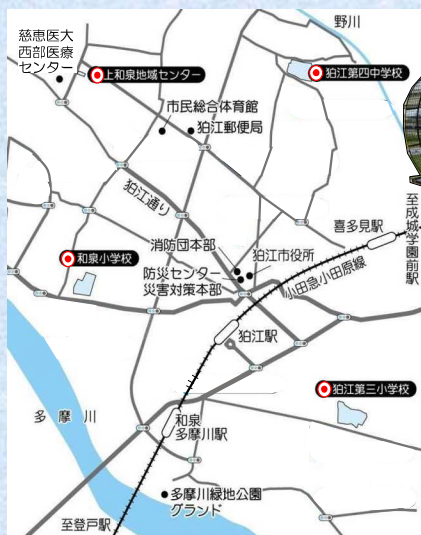 慈恵医大
西部医療
センター
野川
上和泉地域センター
狛江第四中学校
市民総合体育館
狛江郵便局
狛江通り
至成城学園前駅
喜多見駅
消防団本部
狛江市役所
和泉小学校
防災センター
災害対策本部
小田急小田原線
狛江駅
狛江第三小学校
多摩川
和泉
多摩川駅
多摩川緑地公園
グランド
至登戸駅